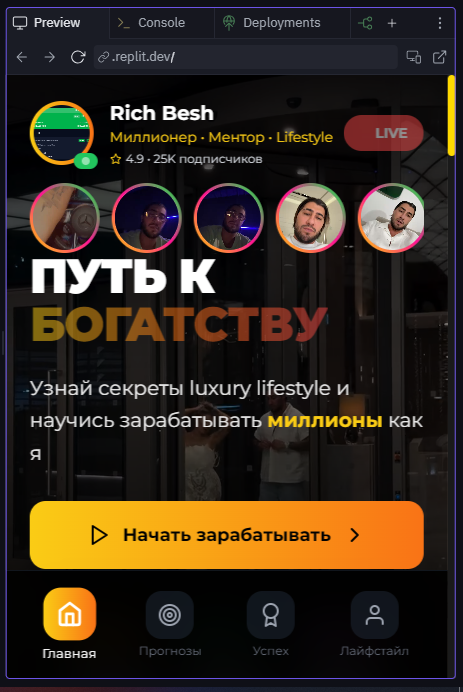 Preview
Console
Deployments
.replit.dev/
Rich Besh
Миллионер • Ментор • Lifestyle
LIVE
4.9 • 25K подписчиков
ПУТЬ К
БОГАТСТВУ
Узнай секреты luxury lifestyle и
научись зарабатывать миллионы как
я
Начать зарабатывать
Главная
Прогнозы
Успех
Лайфстайл